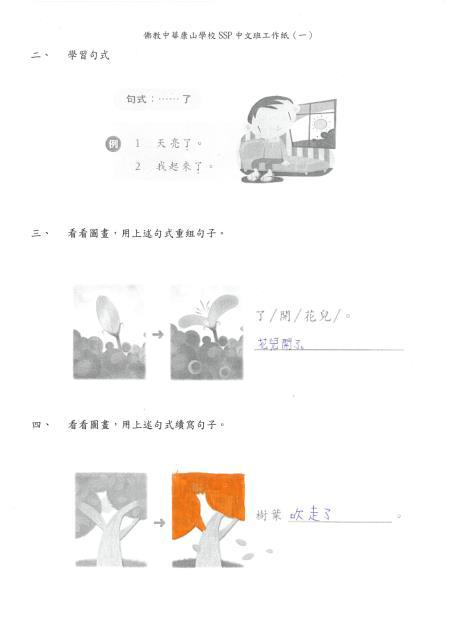 佛教中華康山學校 SSP 中文班工作紙（一）
二、 學習句式
句式：……了
例 1 天亮了。
2 我起來了。
三、 看看圖畫，用上述句式重組句子。
了/開/花兒/。
花兒開了。
四、 看看圖畫，用上述句式續寫句子。
樹葉 吹走了 。